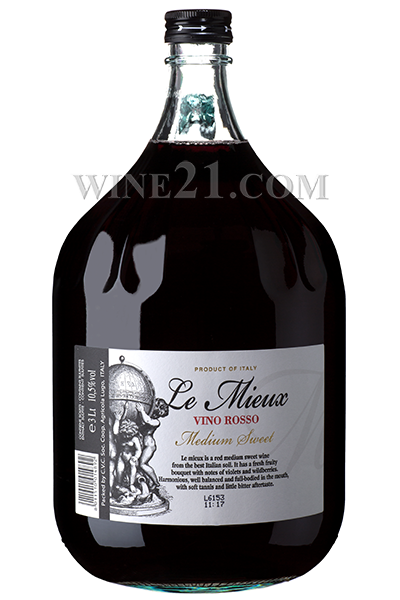 WINE21.COM
PRODUCT OF ITALY
Le Mieux
VINO ROSSO
Medium Sweet
Le mieux is a red medium sweet wine
from the best Italian soil. It has a fresh fruity
bouquet with notes of violets and wildberries.
Harmonious, well balanced and full-bodied in the mouth,
with soft tannis and little bitter aftertaste.
L6153
11:17
e 3 Lt 10,5%vol
Packed by C.V.C. Soc. Coop. Agricola Lugo, ITALY